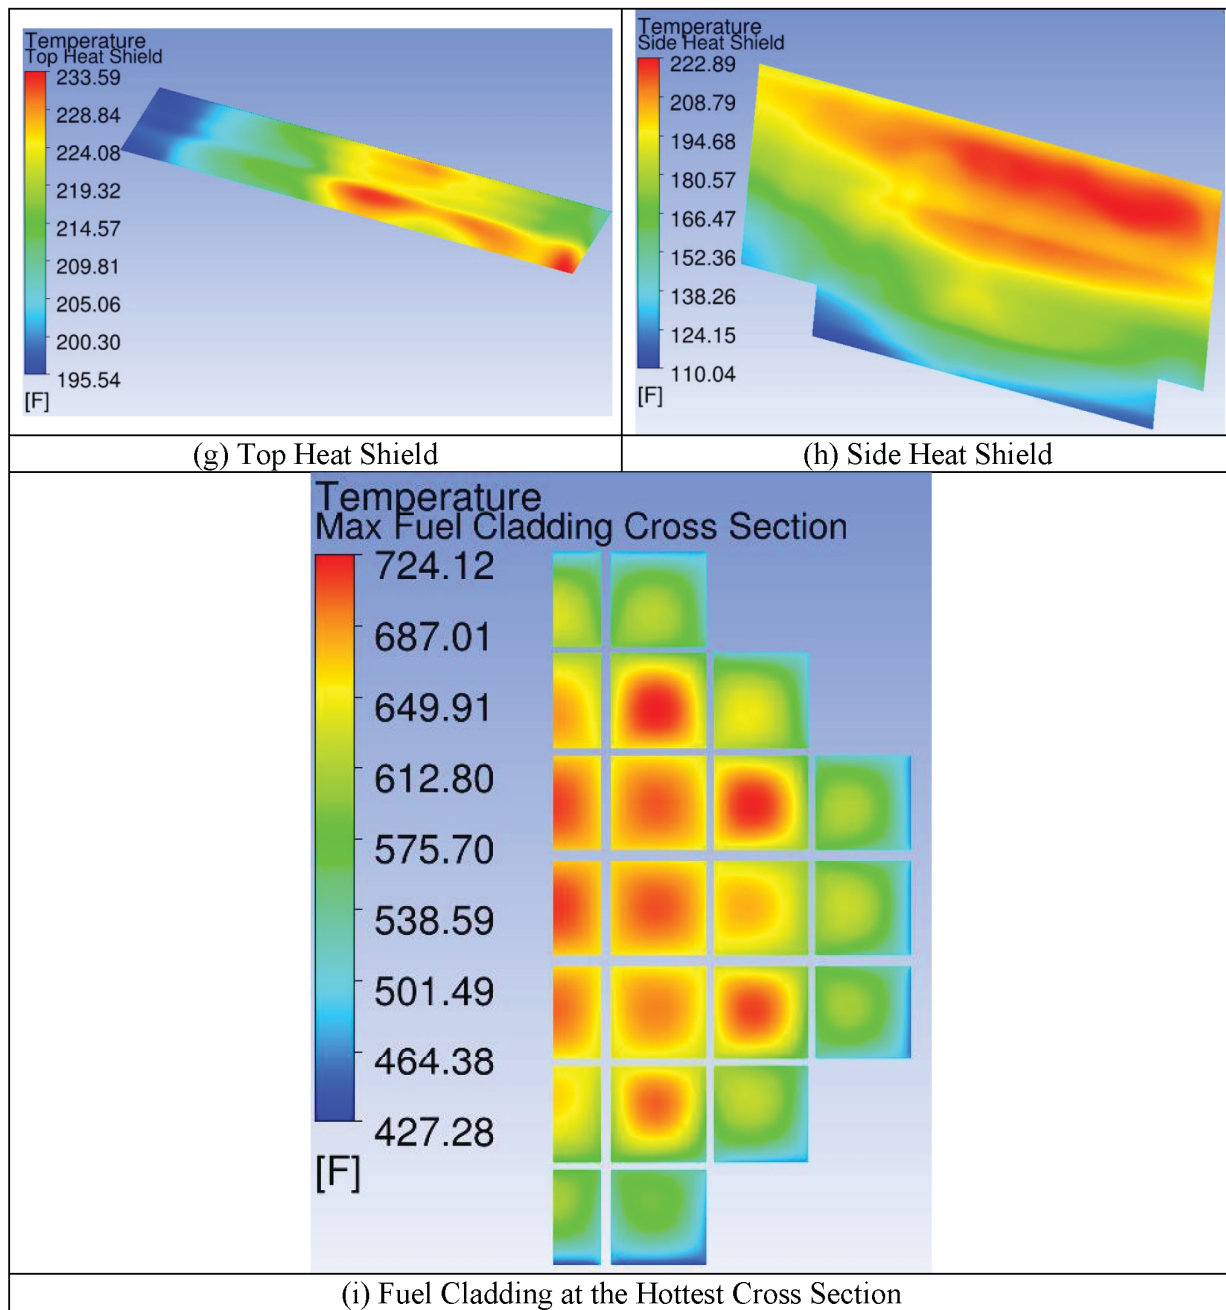 Temperature
Top Heat Shield
233.59
228.84
224.08
219.32
214.57
209.81
205.06
200.30
195.54
[F]
(g) Top Heat Shield
Temperature
Side Heat Shield
222.89
208.79
194.68
180.57
166.47
152.36
138.26
124.15
110.04
[F]
(h) Side Heat Shield
Temperature
Max Fuel Cladding Cross Section
724.12
687.01
649.91
612.80
575.70
538.59
501.49
464.38
427.28
[F]
(i) Fuel Cladding at the Hottest Cross Section